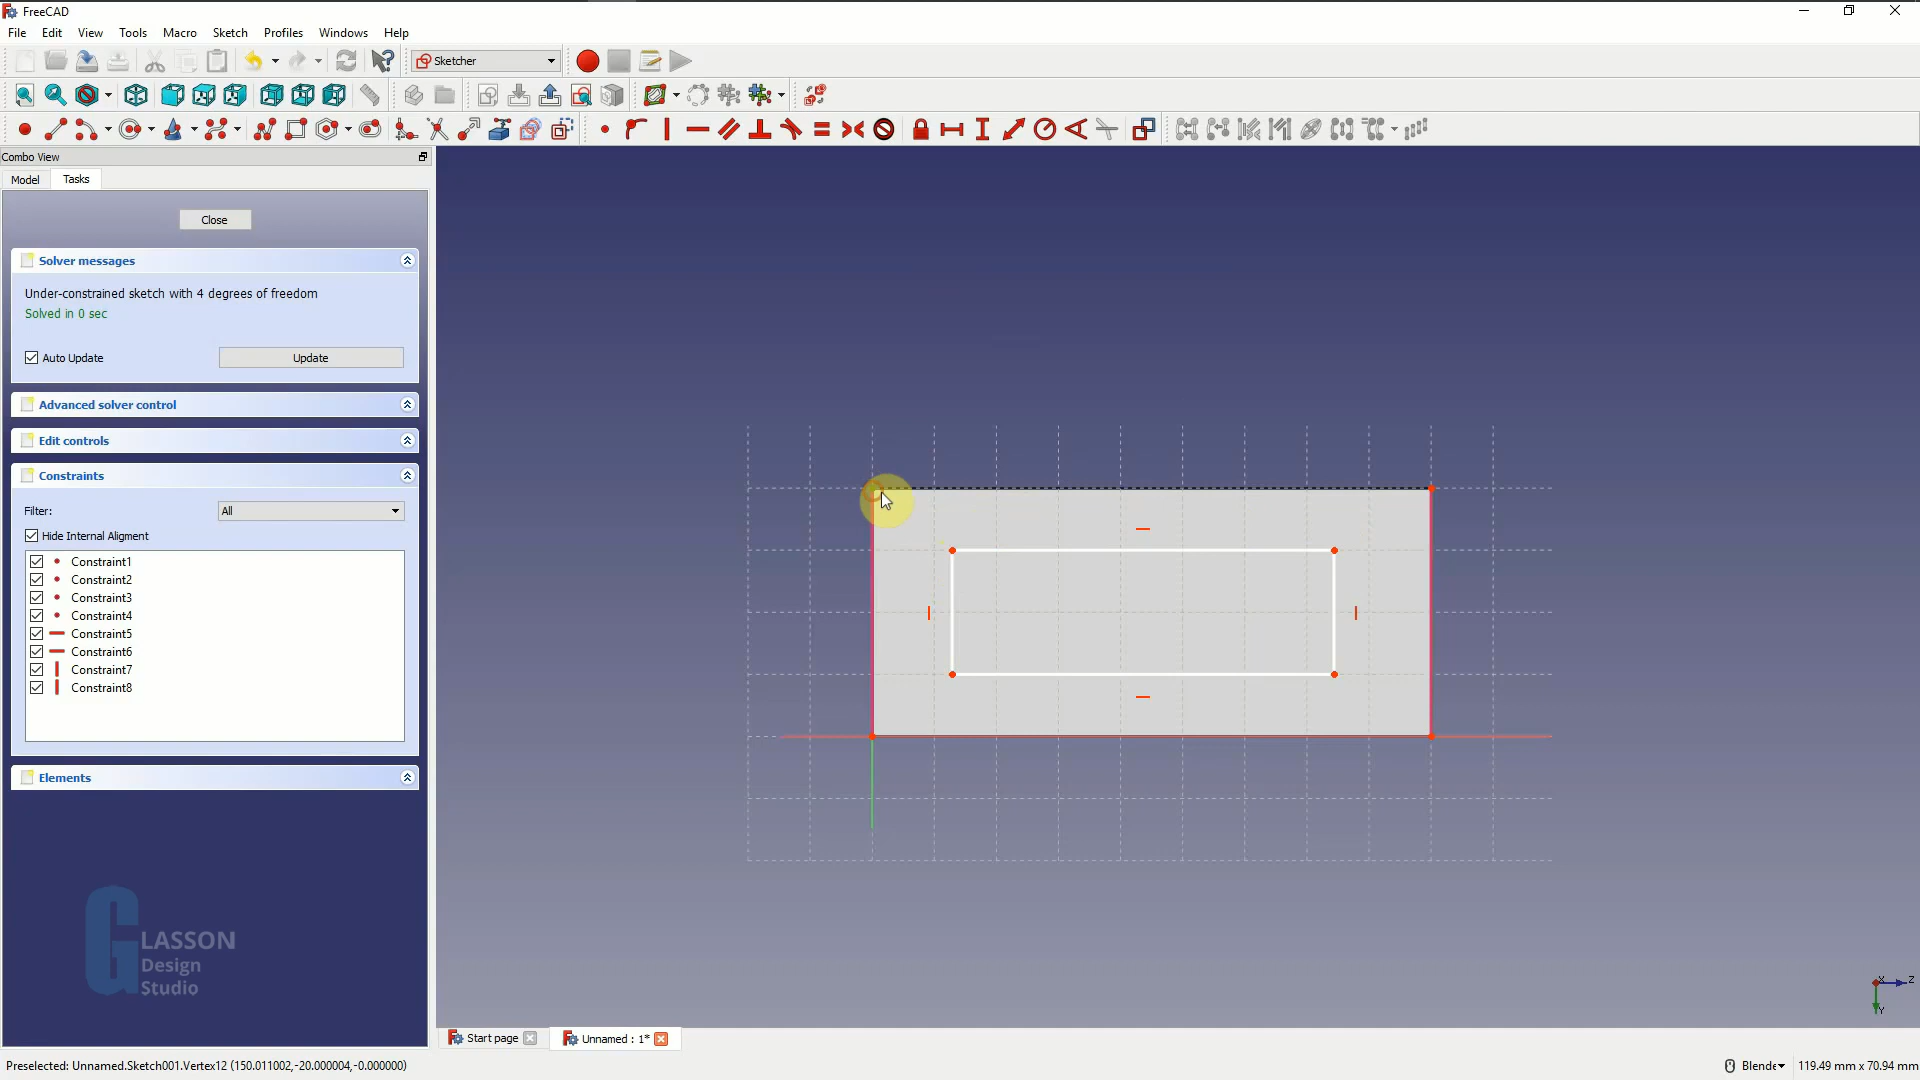 FreeCAD
File Edit View Tools Macro Sketch Profiles Windows Help
Sketcher
Combo View
Model Tasks
Close
Solver messages
Under-constrained sketch with 4 degrees of freedom
Solved in 0 sec
Auto Update Update
Advanced solver control
Edit controls
Constraints
Filter: All
Hide Internal Aligment
Constraint1
Constraint2
Constraint3
Constraint4
Constraint5
Constraint6
Constraint7
Constraint8
Elements
GLASSON
Design
Studio
X Z
Y
Start page Unnamed : 1*
Preselected: Unnamed.Sketch001.Vertex12 (150.011002,-20.000004,-0.000000) Blende 119.49 mm x 70.94 mm